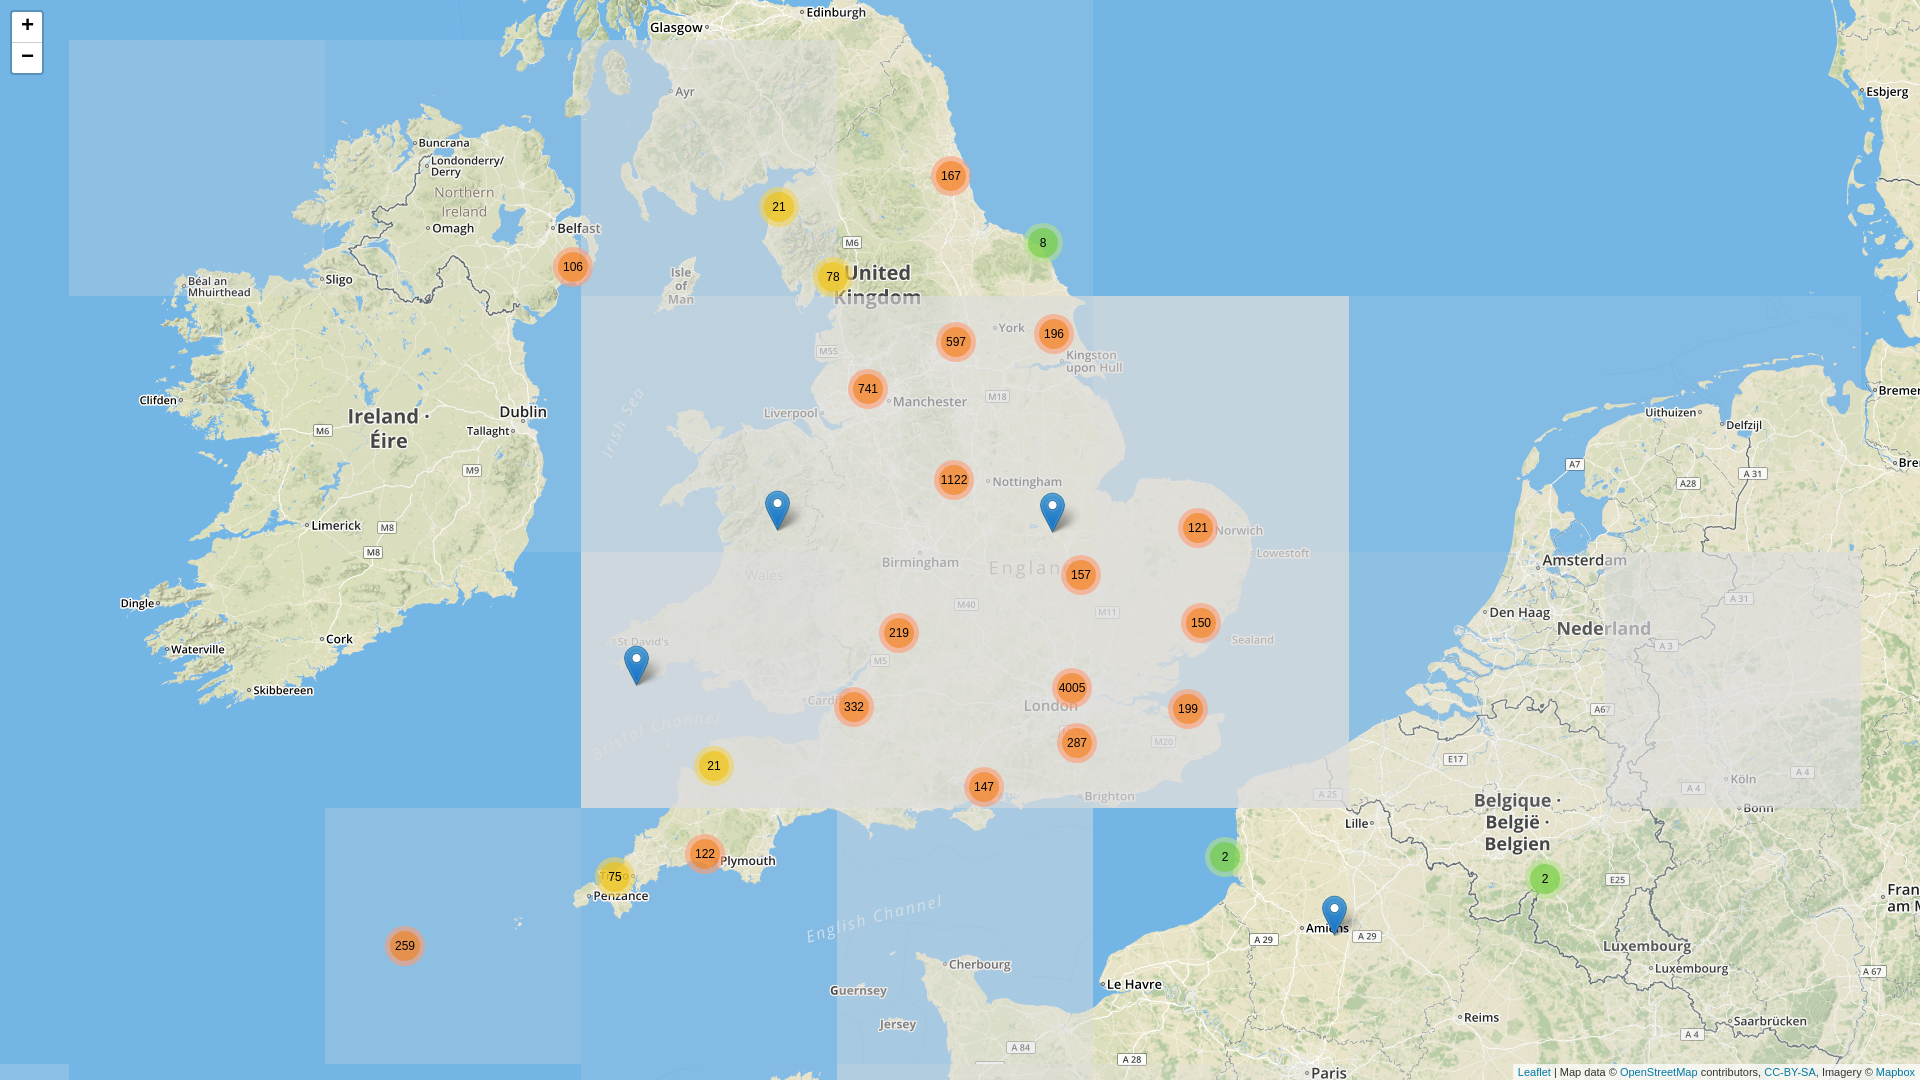 +
−
Edinburgh
Glasgow
Ayr
Esbjerg
Buncrana
Londonderry/
Derry
Northern
Ireland
Omagh
Belfast
167
21
8
M6
106
78
United
Kingdom
Isle
of
Man
Sligo
Béal an
Mhuirthead
York
196
597
M55
Kingston
upon Hull
741
Manchester
M18
Liverpool
Irish Sea
Clifden
Dublin
Tallaght
Ireland ·
Éire
M6
M9
Bremer
Uithuizen
Delfzijl
A7
A 31
A28
Bre
1122
Nottingham
Limerick
M8
M8
121
Norwich
Lowestoft
Birmingham
Englan
157
Wales
M40
M11
Amsterdam
A 31
Dingle
Den Haag
Nederland
150
219
Sealand
Cork
Waterville
St David's
M5
A 3
Skibbereen
4005
London
332
199
A67
Bristol Channel
287
M20
E17
21
147
Brighton
A 25
Köln
A 4
A 4
Bonn
Belgique ·
België ·
Belgien
Lille
122
Plymouth
2
75
Penzance
2
E25
Fran
am M
English Channel
Amiens
A 29
A 29
259
Luxembourg
Luxembourg
Cherbourg
A 67
Guernsey
Le Havre
Jersey
Reims
Saarbrücken
A 4
A 84
A 28
Paris
Leaflet | Map data © OpenStreetMap contributors, CC-BY-SA, Imagery © Mapbox